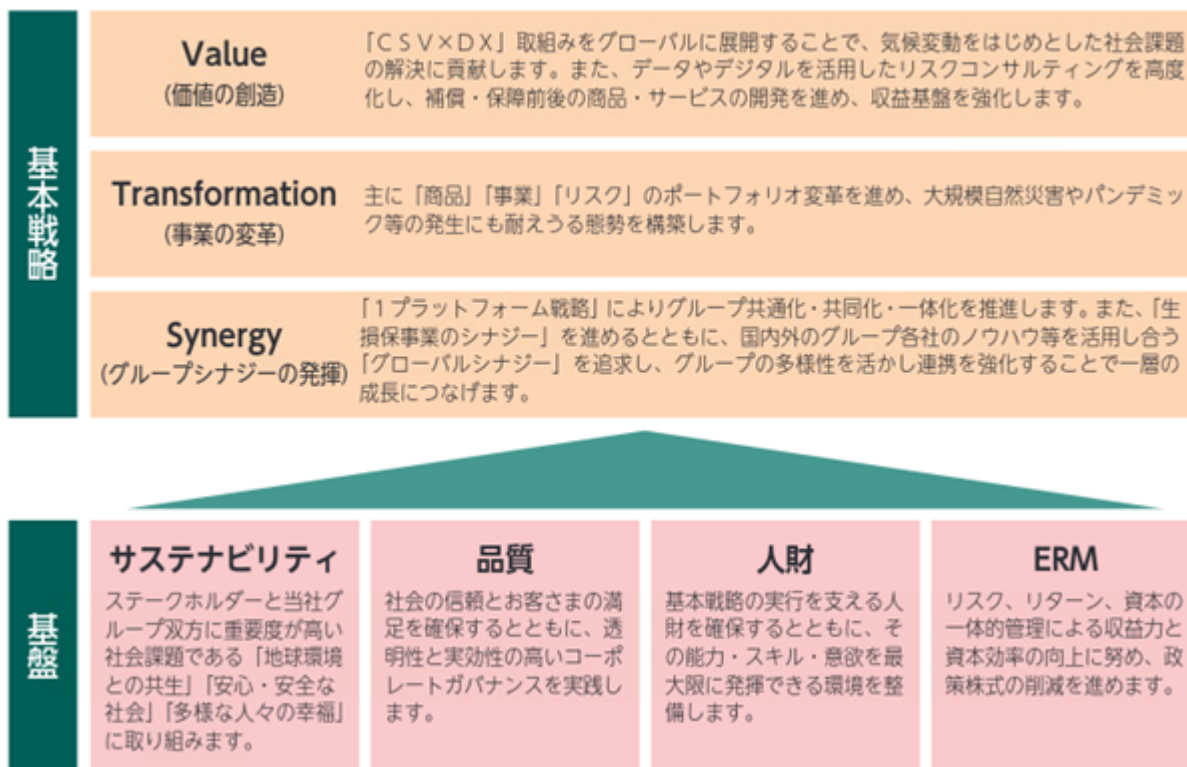 基本戦略
Value
(価値の創造)
「ＣＳＶ×ＤＸ」取組みをグローバルに展開することで、気候変動をはじめとした社会課題
の解決に貢献します。また、データやデジタルを活用したリスクコンサルティングを高度
化し、補償・保障前後の商品・サービスの開発を進め、収益基盤を強化します。
Transformation
(事業の変革)
主に「商品」「事業」「リスク」のポートフォリオ変革を進め、大規模自然災害やパンデミッ
ク等の発生にも耐えうる態勢を構築します。
Synergy
(グループシナジーの発揮)
「１プラットフォーム戦略」によりグループ共通化・共同化・一体化を推進します。また、「生
損保事業のシナジー」を進めるとともに、国内外のグループ各社のノウハウ等を活用し合う
「グローバルシナジー」を追求し、グループの多様性を活かし連携を強化することで一層の
成長につなげます。
基盤
サステナビリティ
ステークホルダーと当社グ
ループ双方に重要度が高い
社会課題である「地球環境
との共生」「安心・安全な
社会」「多様な人々の幸福」
に取り組みます。
品質
社会の信頼とお客さまの満
足を確保するとともに、透
明性と実効性の高いコーポ
レートガバナンスを実践し
ます。
人財
基本戦略の実行を支える人
財を確保するとともに、そ
の能力・スキル・意欲を最
大限に発揮できる環境を整
備します。
ERM
リスク、リターン、資本の
一体的管理による収益力と
資本効率の向上に努め、政
策株式の削減を進めます。